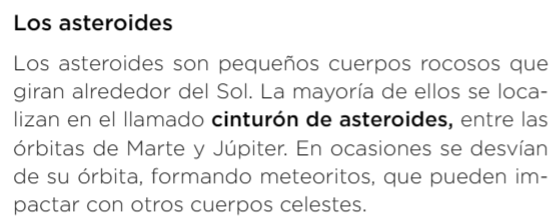 Los asteroides
Los asteroides son pequeños cuerpos rocosos que
giran alrededor del Sol. La mayoría de ellos se loca-
lizan en el llamado cinturón de asteroides, entre las
órbitas de Marte y Júpiter. En ocasiones se desvían
de su órbita, formando meteoritos, que pueden im-
pactar con otros cuerpos celestes.